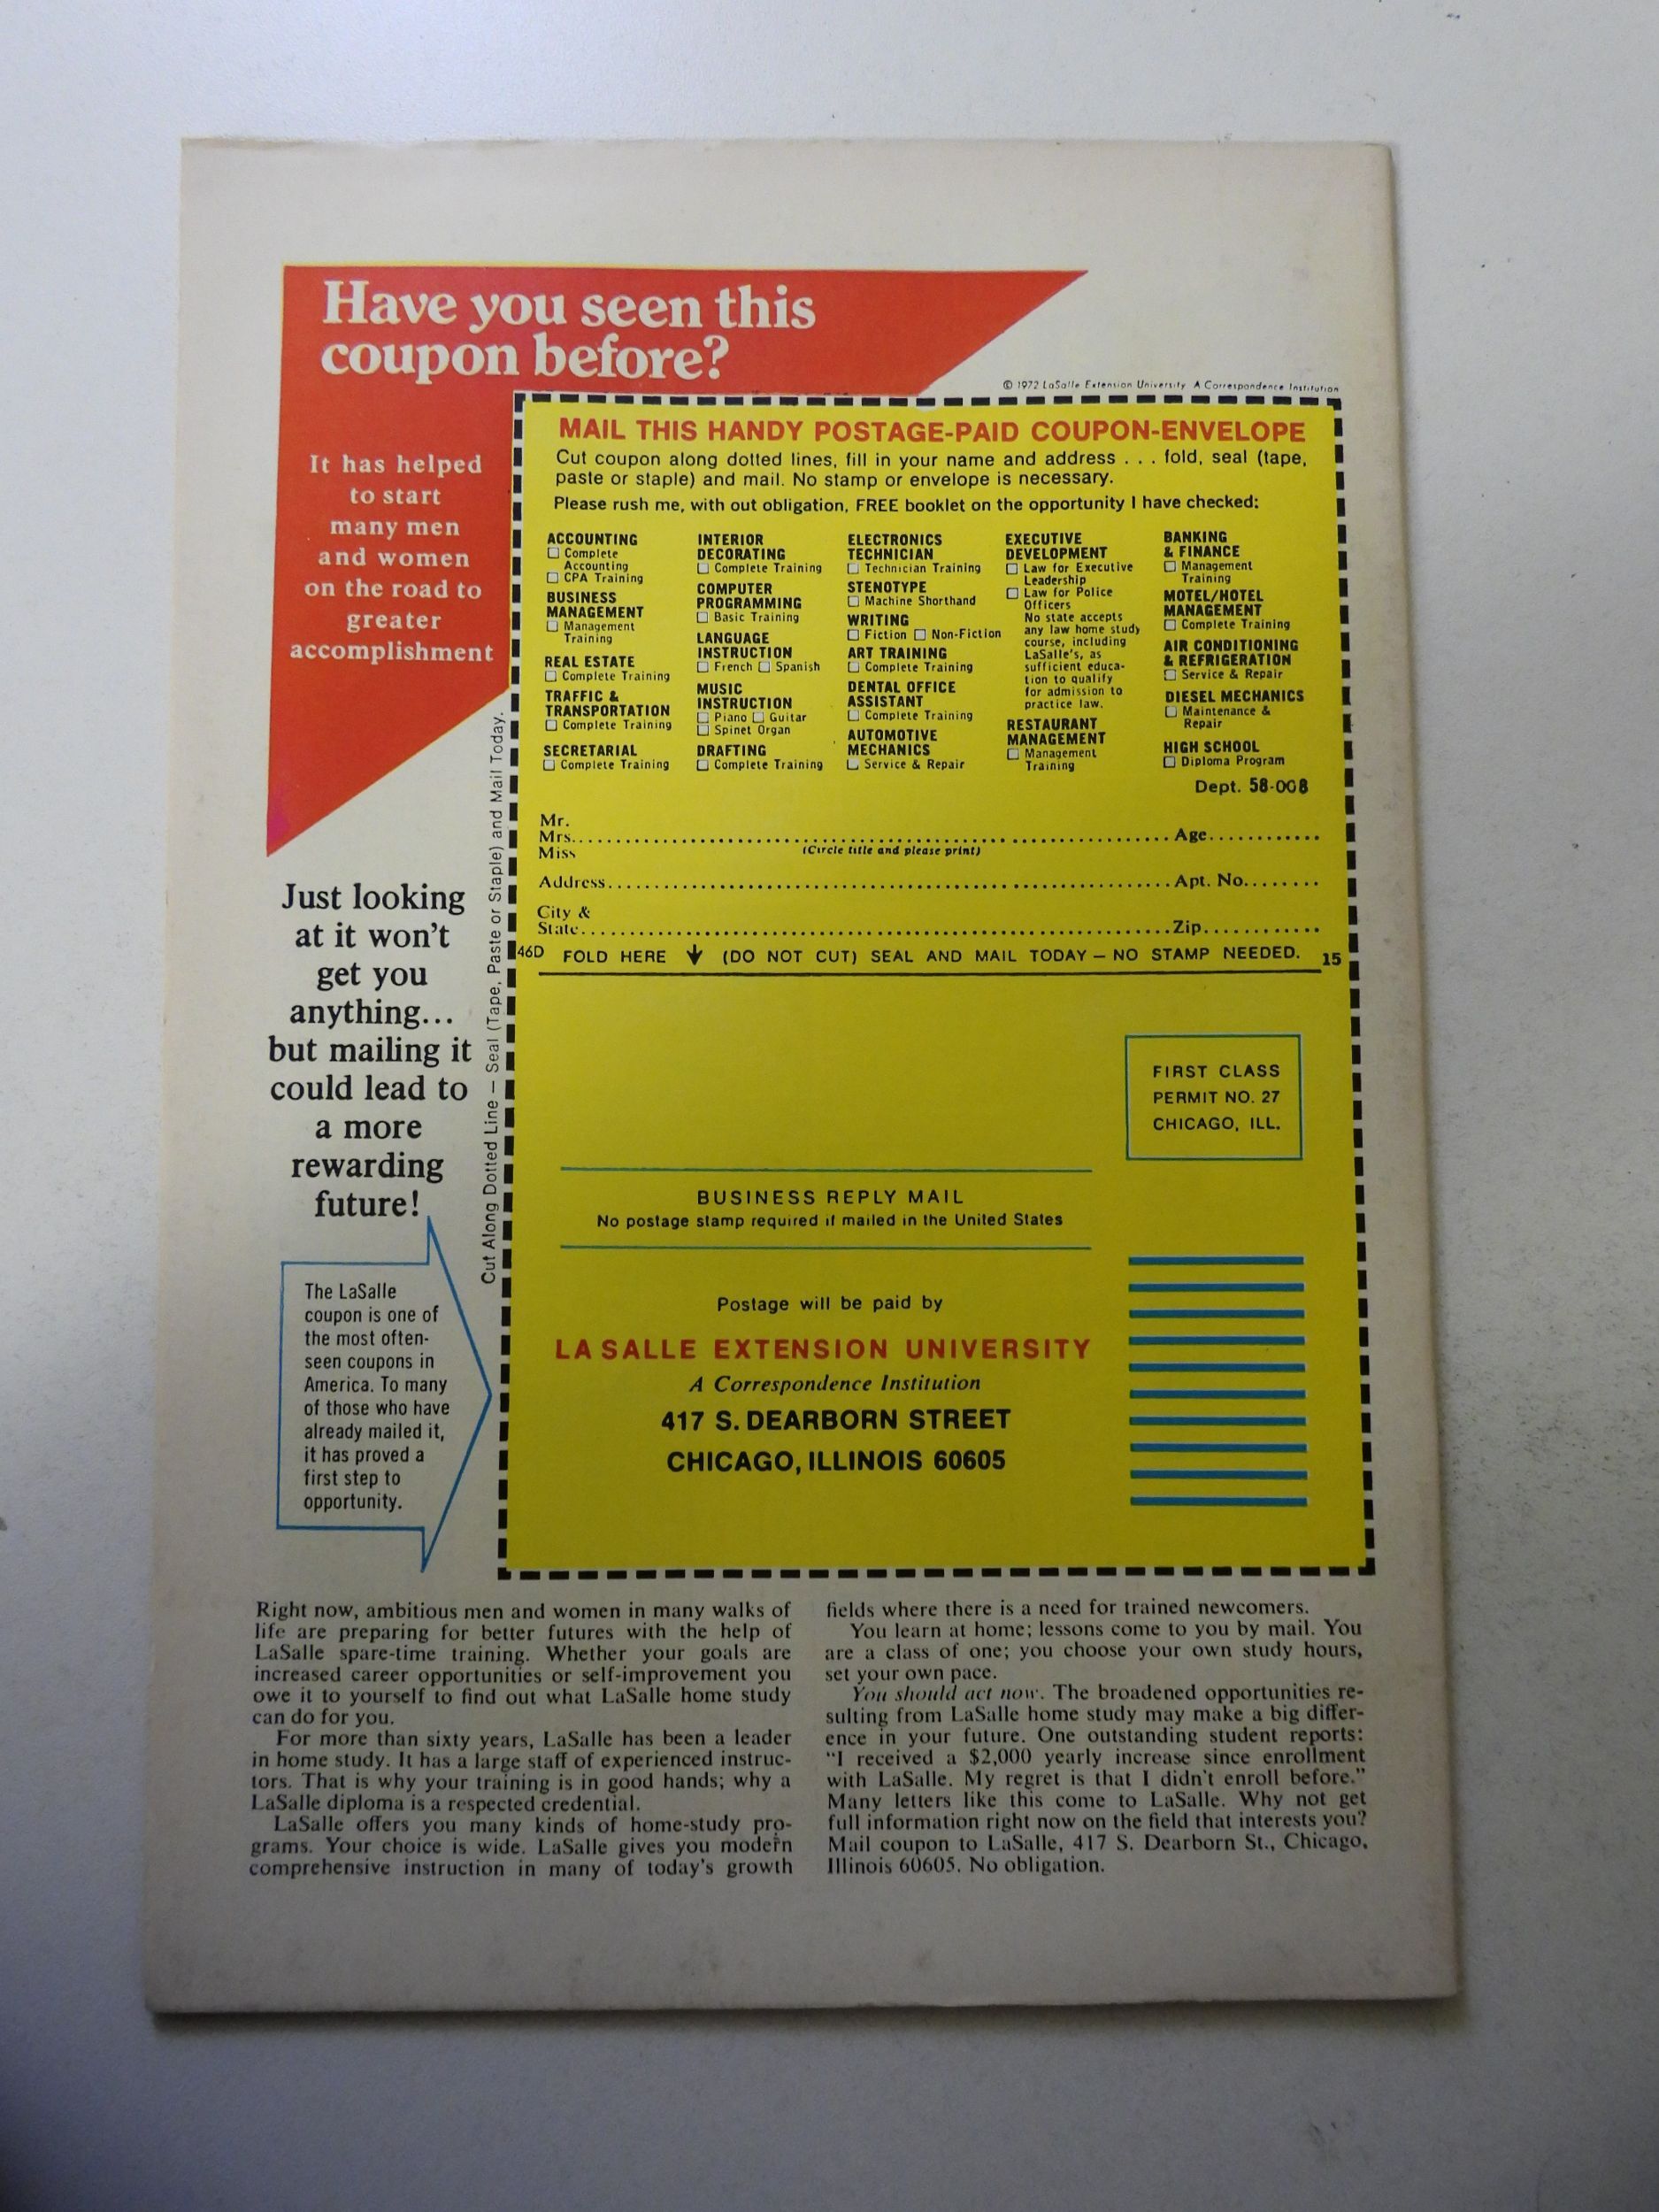 Have you seen this
coupon before?
© 1972 LaSalle Extension University A Correspondence Institution
It has helped
to start
many men
and women
on the road to
greater
accomplishment
MAIL THIS HANDY POSTAGE-PAID COUPON-ENVELOPE
Cut coupon along dotted lines, fill in your name and address . . . fold, seal (tape,
paste or staple) and mail. No stamp or envelope is necessary.
Please rush me, with out obligation, FREE booklet on the opportunity I have checked:
ACCOUNTING
☐ Complete
Accounting
☐ CPA Training
BUSINESS
MANAGEMENT
☐ Management
Training
REAL ESTATE
☐ Complete Training
TRAFFIC &
TRANSPORTATION
☐ Complete Training
SECRETARIAL
☐ Complete Training
INTERIOR
DECORATING
☐ Complete Training
COMPUTER
PROGRAMMING
☐ Basic Training
LANGUAGE
INSTRUCTION
☐ French ☐ Spanish
MUSIC
INSTRUCTION
☐ Piano ☐ Guitar
☐ Spinet Organ
DRAFTING
☐ Complete Training
ELECTRONICS
TECHNICIAN
☐ Technician Training
STENOTYPE
☐ Machine Shorthand
WRITING
☐ Fiction ☐ Non-Fiction
ART TRAINING
☐ Complete Training
DENTAL OFFICE
ASSISTANT
☐ Complete Training
AUTOMOTIVE
MECHANICS
☐ Service & Repair
EXECUTIVE
DEVELOPMENT
☐ Law for Executive
Leadership
☐ Law for Police
Officers
No state accepts
any law home study
course, including
LaSalle's, as
sufficient educa-
tion to qualify
for admission to
practice law.
RESTAURANT
MANAGEMENT
☐ Management
Training
BANKING
& FINANCE
☐ Management
Training
MOTEL/HOTEL
MANAGEMENT
☐ Complete Training
AIR CONDITIONING
& REFRIGERATION
☐ Service & Repair
DIESEL MECHANICS
☐ Maintenance &
Repair
HIGH SCHOOL
☐ Diploma Program
Dept. 58-008
Mr.
Mrs. Age
Miss (Circle title and please print)
Address Apt. No.
City &
State Zip
46D FOLD HERE ↓ (DO NOT CUT) SEAL AND MAIL TODAY — NO STAMP NEEDED. 15
Cut Along Dotted Line — Seal (Tape, Paste or Staple) and Mail Today.
Just looking
at it won't
get you
anything...
but mailing it
could lead to
a more
rewarding
future!
The LaSalle
coupon is one of
the most often-
seen coupons in
America. To many
of those who have
already mailed it,
it has proved a
first step to
opportunity.
FIRST CLASS
PERMIT NO. 27
CHICAGO, ILL.
BUSINESS REPLY MAIL
No postage stamp required if mailed in the United States
Postage will be paid by
LA SALLE EXTENSION UNIVERSITY
A Correspondence Institution
417 S. DEARBORN STREET
CHICAGO, ILLINOIS 60605
Right now, ambitious men and women in many walks of
life are preparing for better futures with the help of
LaSalle spare-time training. Whether your goals are
increased career opportunities or self-improvement you
owe it to yourself to find out what LaSalle home study
can do for you.
For more than sixty years, LaSalle has been a leader
in home study. It has a large staff of experienced instruc-
tors. That is why your training is in good hands; why a
LaSalle diploma is a respected credential.
LaSalle offers you many kinds of home-study pro-
grams. Your choice is wide. LaSalle gives you modern
comprehensive instruction in many of today's growth
fields where there is a need for trained newcomers.
You learn at home; lessons come to you by mail. You
are a class of one; you choose your own study hours,
set your own pace.
You should act now. The broadened opportunities re-
sulting from LaSalle home study may make a big differ-
ence in your future. One outstanding student reports:
"I received a $2,000 yearly increase since enrollment
with LaSalle. My regret is that I didn't enroll before."
Many letters like this come to LaSalle. Why not get
full information right now on the field that interests you?
Mail coupon to LaSalle, 417 S. Dearborn St., Chicago,
Illinois 60605. No obligation.